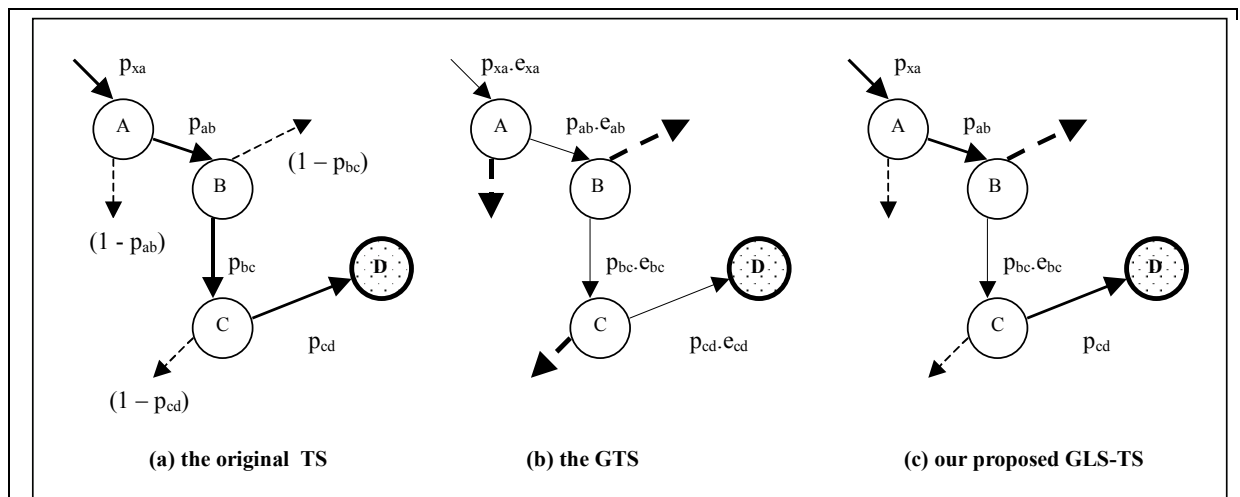 p_xa
A
p_ab
(1 – p_bc)
B
(1 - p_ab)
p_bc
D
C
p_cd
(1 – p_cd)
(a) the original TS
p_xa.e_xa
A
p_ab.e_ab
B
p_bc.e_bc
D
C
p_cd.e_cd
(b) the GTS
p_xa
A
p_ab
B
p_bc.e_bc
D
C
p_cd
(c) our proposed GLS-TS